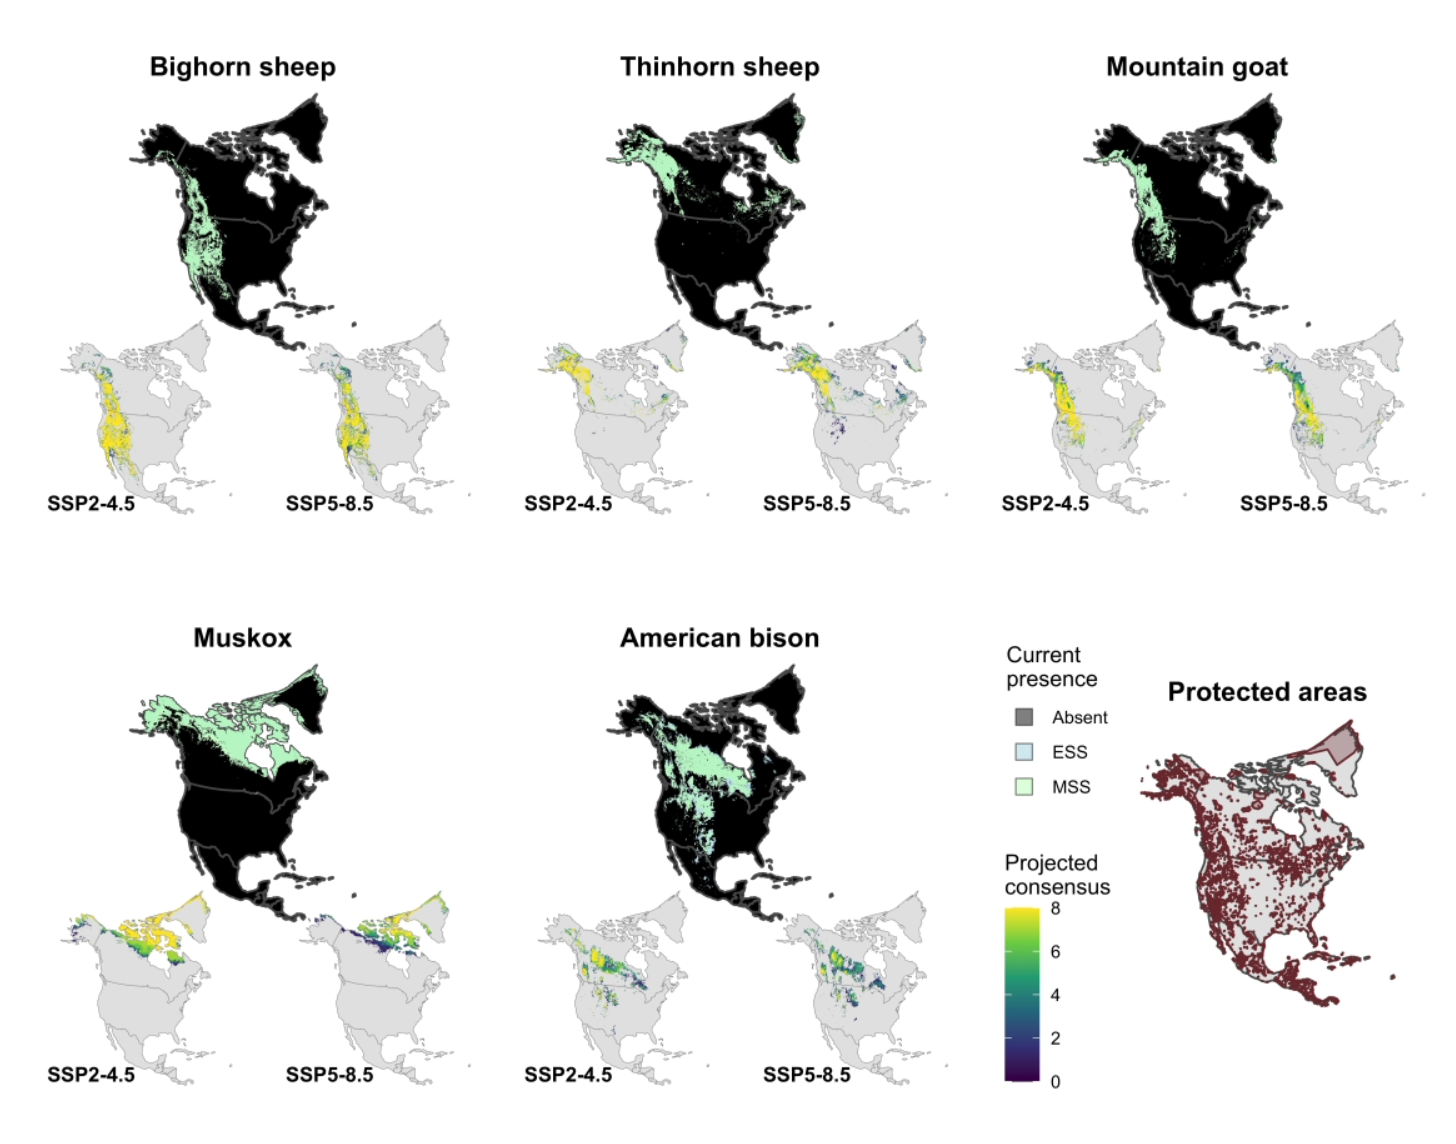 Bighorn sheep
Thinhorn sheep
Mountain goat
SSP2-4.5
SSP5-8.5
SSP2-4.5
SSP5-8.5
SSP2-4.5
SSP5-8.5
Muskox
American bison
Current
presence
Absent
ESS
MSS
Protected areas
Projected
consensus
8
6
4
2
0
SSP2-4.5
SSP5-8.5
SSP2-4.5
SSP5-8.5